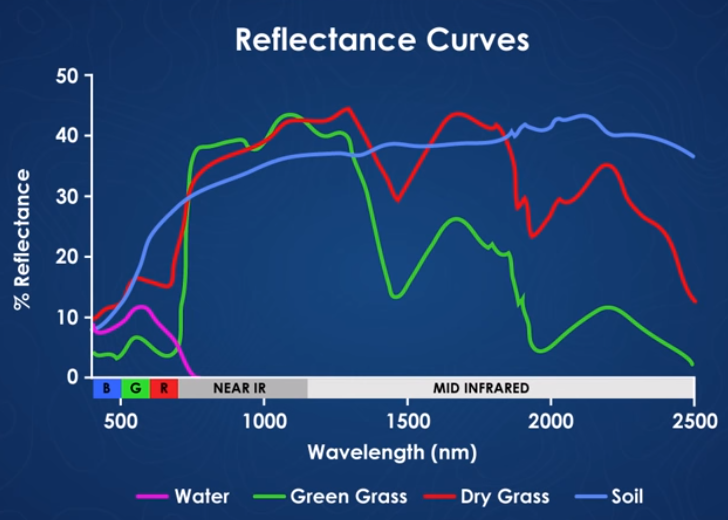 Reflectance Curves
50
40
30
20
10
0
% Reflectance
B G R NEAR IR MID INFRARED
500 1000 1500 2000 2500
Wavelength (nm)
Water Green Grass Dry Grass Soil